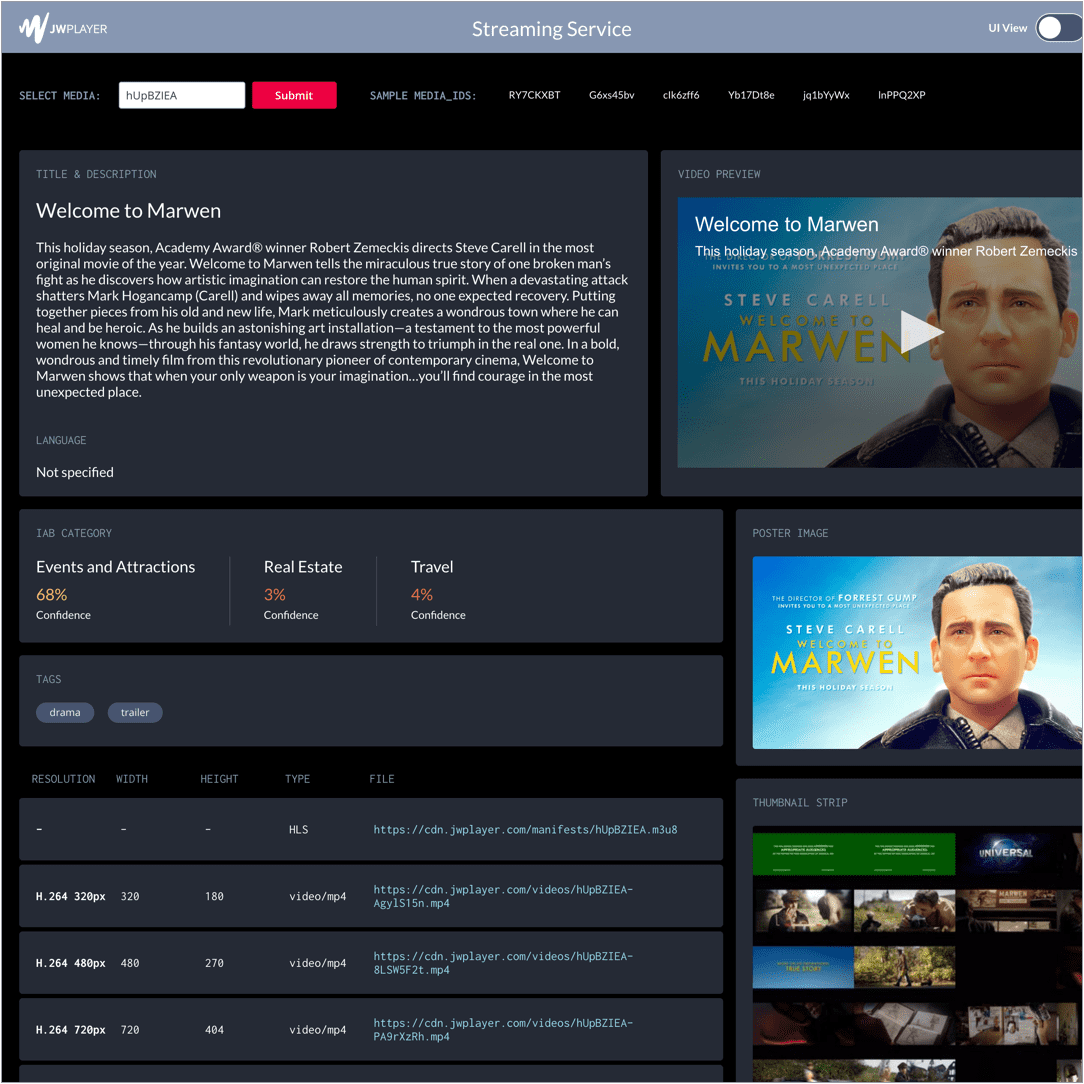 JWPLAYER
Streaming Service
UI View
SELECT MEDIA:
hUpBZIEA
Submit
SAMPLE MEDIA_IDS:
RY7CKXBT
G6xs45bv
clk6zff6
Yb17Dt8e
jq1bYyWx
lnPPQ2XP
TITLE & DESCRIPTION
Welcome to Marwen
This holiday season, Academy Award® winner Robert Zemeckis directs Steve Carell in the most
original movie of the year. Welcome to Marwen tells the miraculous true story of one broken man's
fight as he discovers how artistic imagination can restore the human spirit. When a devastating attack
shatters Mark Hogancamp (Carell) and wipes away all memories, no one expected recovery. Putting
together pieces from his old and new life, Mark meticulously creates a wondrous town where he can
heal and be heroic. As he builds an astonishing art installation—a testament to the most powerful
women he knows—through his fantasy world, he draws strength to triumph in the real one. In a bold,
wondrous and timely film from this revolutionary pioneer of contemporary cinema, Welcome to
Marwen shows that when your only weapon is your imagination...you'll find courage in the most
unexpected place.
LANGUAGE
Not specified
VIDEO PREVIEW
Welcome to Marwen
This holiday season, Academy Award® winner Robert Zemeckis
THE DIRECTOR OF FORREST GUMP
INVITES YOU TO A MOST UNEXPECTED PLACE
STEVE CARELL
WELCOME TO
MARWEN
THIS HOLIDAY SEASON
IAB CATEGORY
Events and Attractions
68%
Confidence
Real Estate
3%
Confidence
Travel
4%
Confidence
POSTER IMAGE
THE DIRECTOR OF FORREST GUMP
INVITES YOU TO A MOST UNEXPECTED PLACE
STEVE CARELL
WELCOME TO
MARWEN
THIS HOLIDAY SEASON
TAGS
drama
trailer
RESOLUTION WIDTH HEIGHT TYPE FILE
– – – HLS https://cdn.jwplayer.com/manifests/hUpBZIEA.m3u8
H.264 320px 320 180 video/mp4 https://cdn.jwplayer.com/videos/hUpBZIEA-
AgylS15n.mp4
H.264 480px 480 270 video/mp4 https://cdn.jwplayer.com/videos/hUpBZIEA-
8LSW5F2t.mp4
H.264 720px 720 404 video/mp4 https://cdn.jwplayer.com/videos/hUpBZIEA-
PA9rXzRh.mp4
THUMBNAIL STRIP
APPROPRIATE AUDIENCES
APPROPRIATE AUDIENCES
UNIVERSAL
MARWEN
TRUE STORY